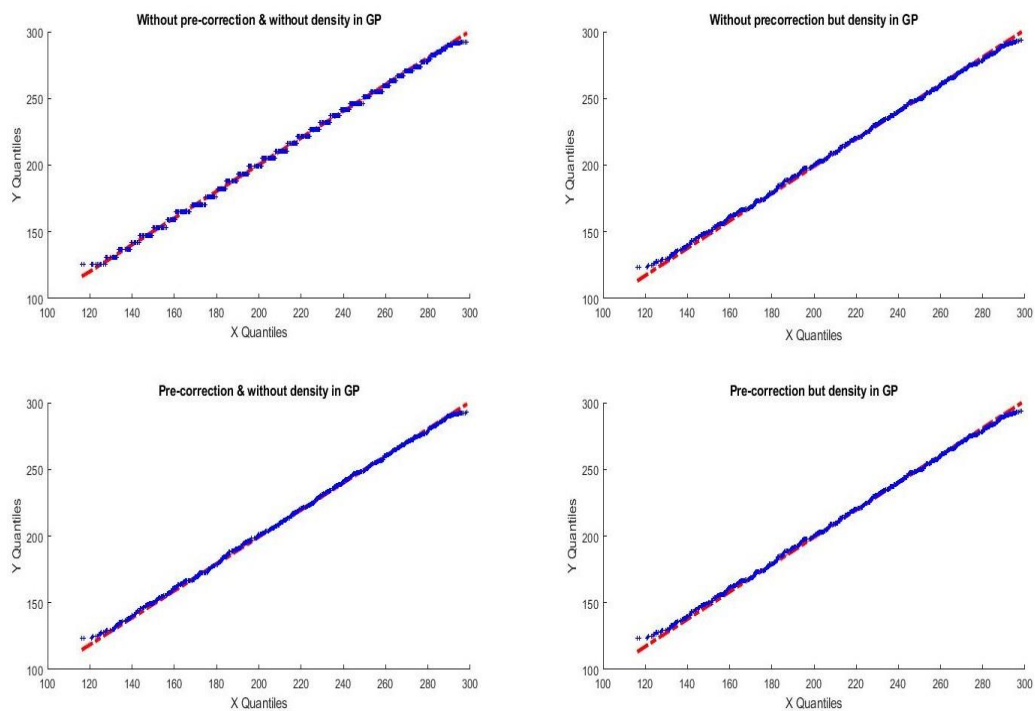 Without pre-correction & without density in GP
300
250
200
150
100
Y Quantiles
100 120 140 160 180 200 220 240 260 280 300
X Quantiles
Without precorrection but density in GP
300
250
200
150
100
Y Quantiles
100 120 140 160 180 200 220 240 260 280 300
X Quantiles
Pre-correction & without density in GP
300
250
200
150
100
Y Quantiles
100 120 140 160 180 200 220 240 260 280 300
X Quantiles
Pre-correction but density in GP
300
250
200
150
100
Y Quantiles
100 120 140 160 180 200 220 240 260 280 300
X Quantiles